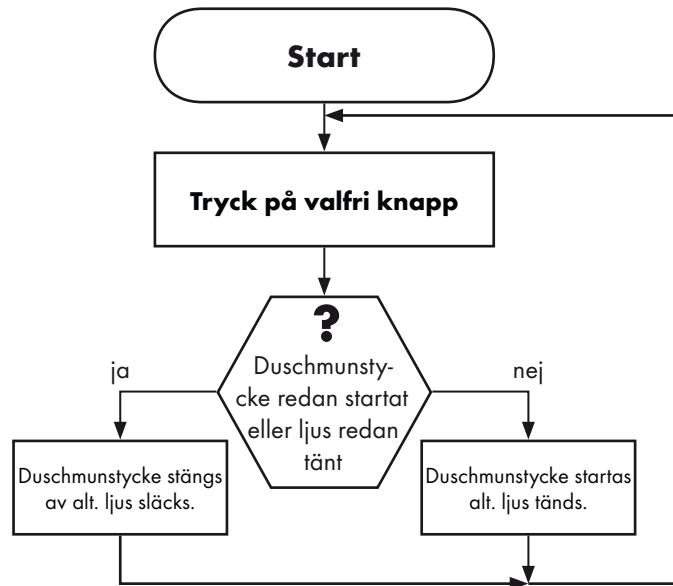 Start
Tryck på valfri knapp
?
Duschmunsty-
cke redan startat
eller ljus redan
tänt
ja
nej
Duschmunstycke stängs
av alt. ljus släcks.
Duschmunstycke startas
alt. ljus tänds.